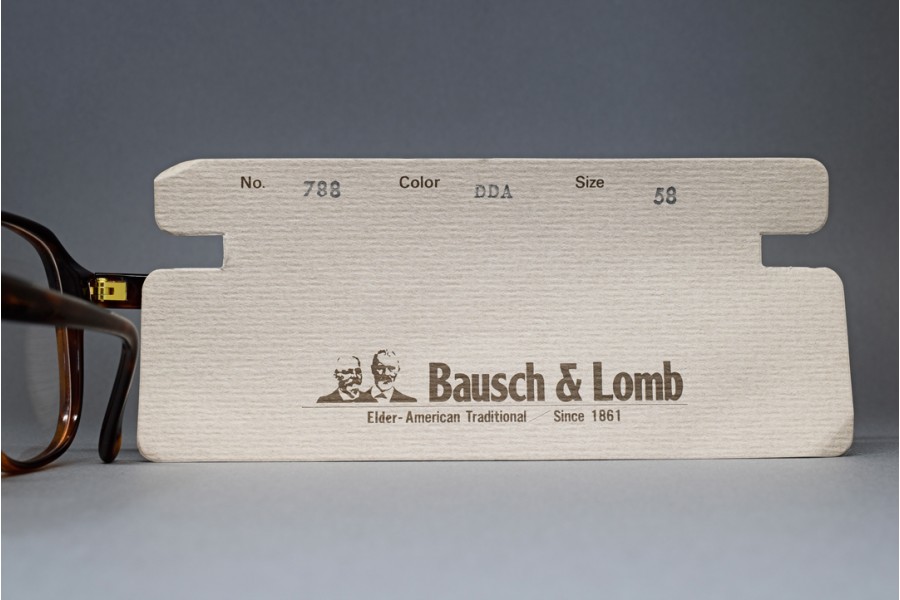 No. 788 Color DDA Size 58
Bausch & Lomb
Elder-American Traditional Since 1861